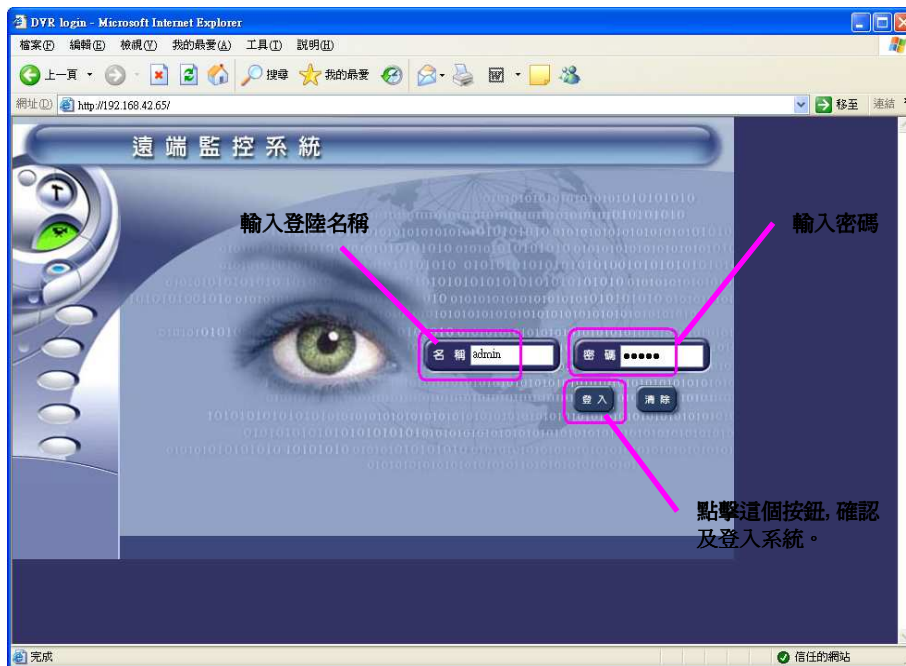 DVR login - Microsoft Internet Explorer
檔案(F) 編輯(E) 檢視(V) 我的最愛(A) 工具(T) 說明(H)
上一頁 搜尋 我的最愛
網址(D) http://192.168.42.65/ 移至 連結
遠端監控系統
輸入登陸名稱
輸入密碼
名稱 admin 密碼 ●●●●●
登入 清除
點擊這個按鈕, 確認
及登入系統。
完成 信任的網站